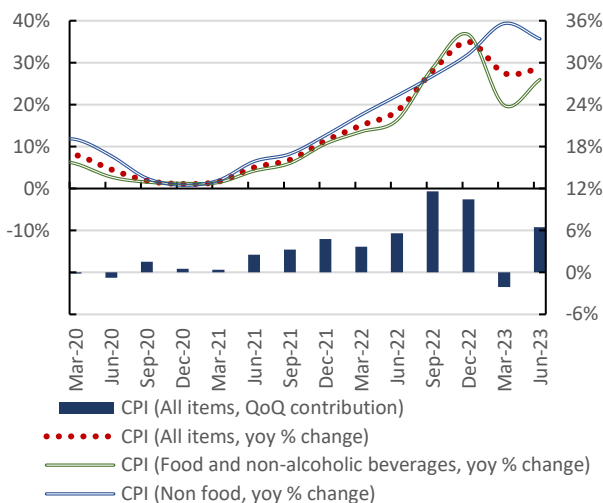 40%
30%
20%
10%
0%
-10%
36%
30%
24%
18%
12%
6%
0%
-6%
Mar-20
Jun-20
Sep-20
Dec-20
Mar-21
Jun-21
Sep-21
Dec-21
Mar-22
Jun-22
Sep-22
Dec-22
Mar-23
Jun-23
CPI (All items, QoQ contribution)
CPI (All items, yoy % change)
CPI (Food and non-alcoholic beverages, yoy % change)
CPI (Non food, yoy % change)